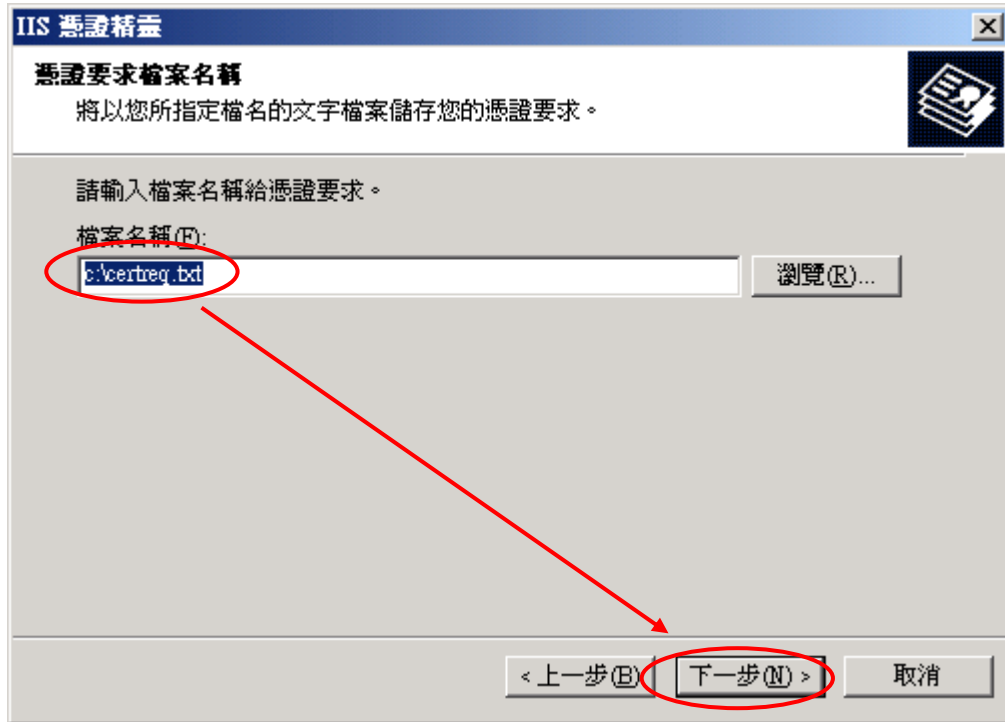 IIS 憑證精靈
憑證要求檔案名稱
將以您所指定檔名的文字檔案儲存您的憑證要求。
請輸入檔案名稱給憑證要求。
檔案名稱(F):
c:\certreq.txt
瀏覽(R)...
<上一步(B)
下一步(N) >
取消